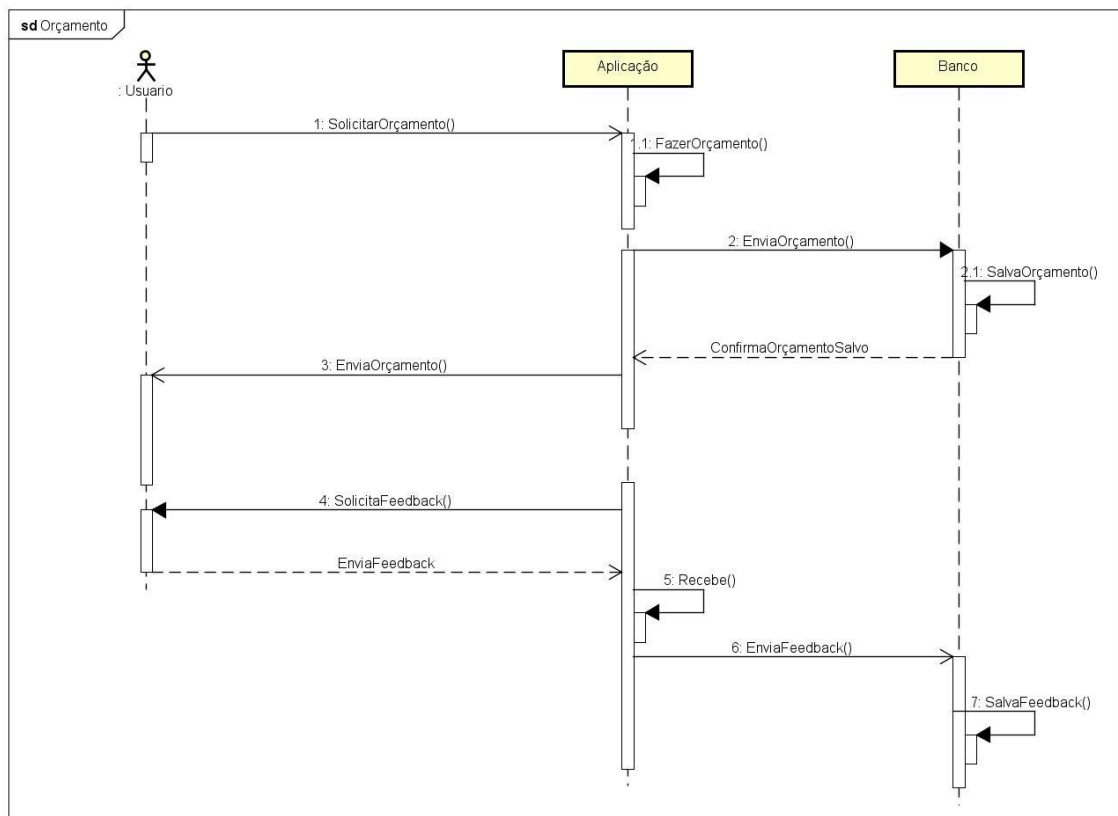 sd Orçamento
: Usuario
Aplicação
Banco
1: SolicitarOrçamento()
1.1: FazerOrçamento()
2: EnviaOrçamento()
2.1: SalvaOrçamento()
ConfirmaOrçamentoSalvo
3: EnviaOrçamento()
4: SolicitaFeedback()
EnviaFeedback
5: Recebe()
6: EnviaFeedback()
7: SalvaFeedback()